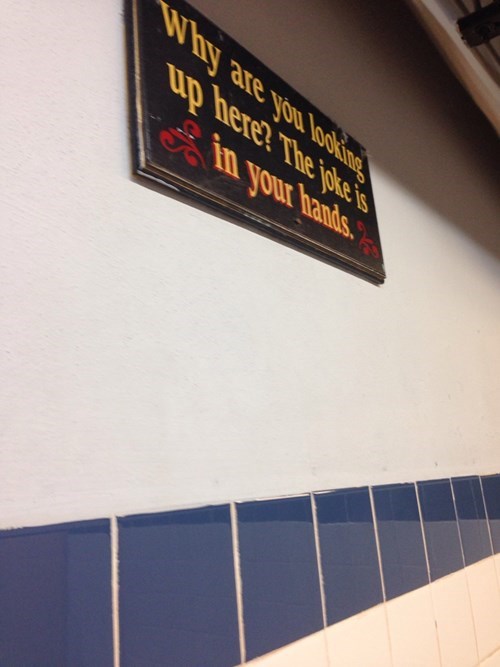 Why are you looking
up here? The joke is
in your hands.